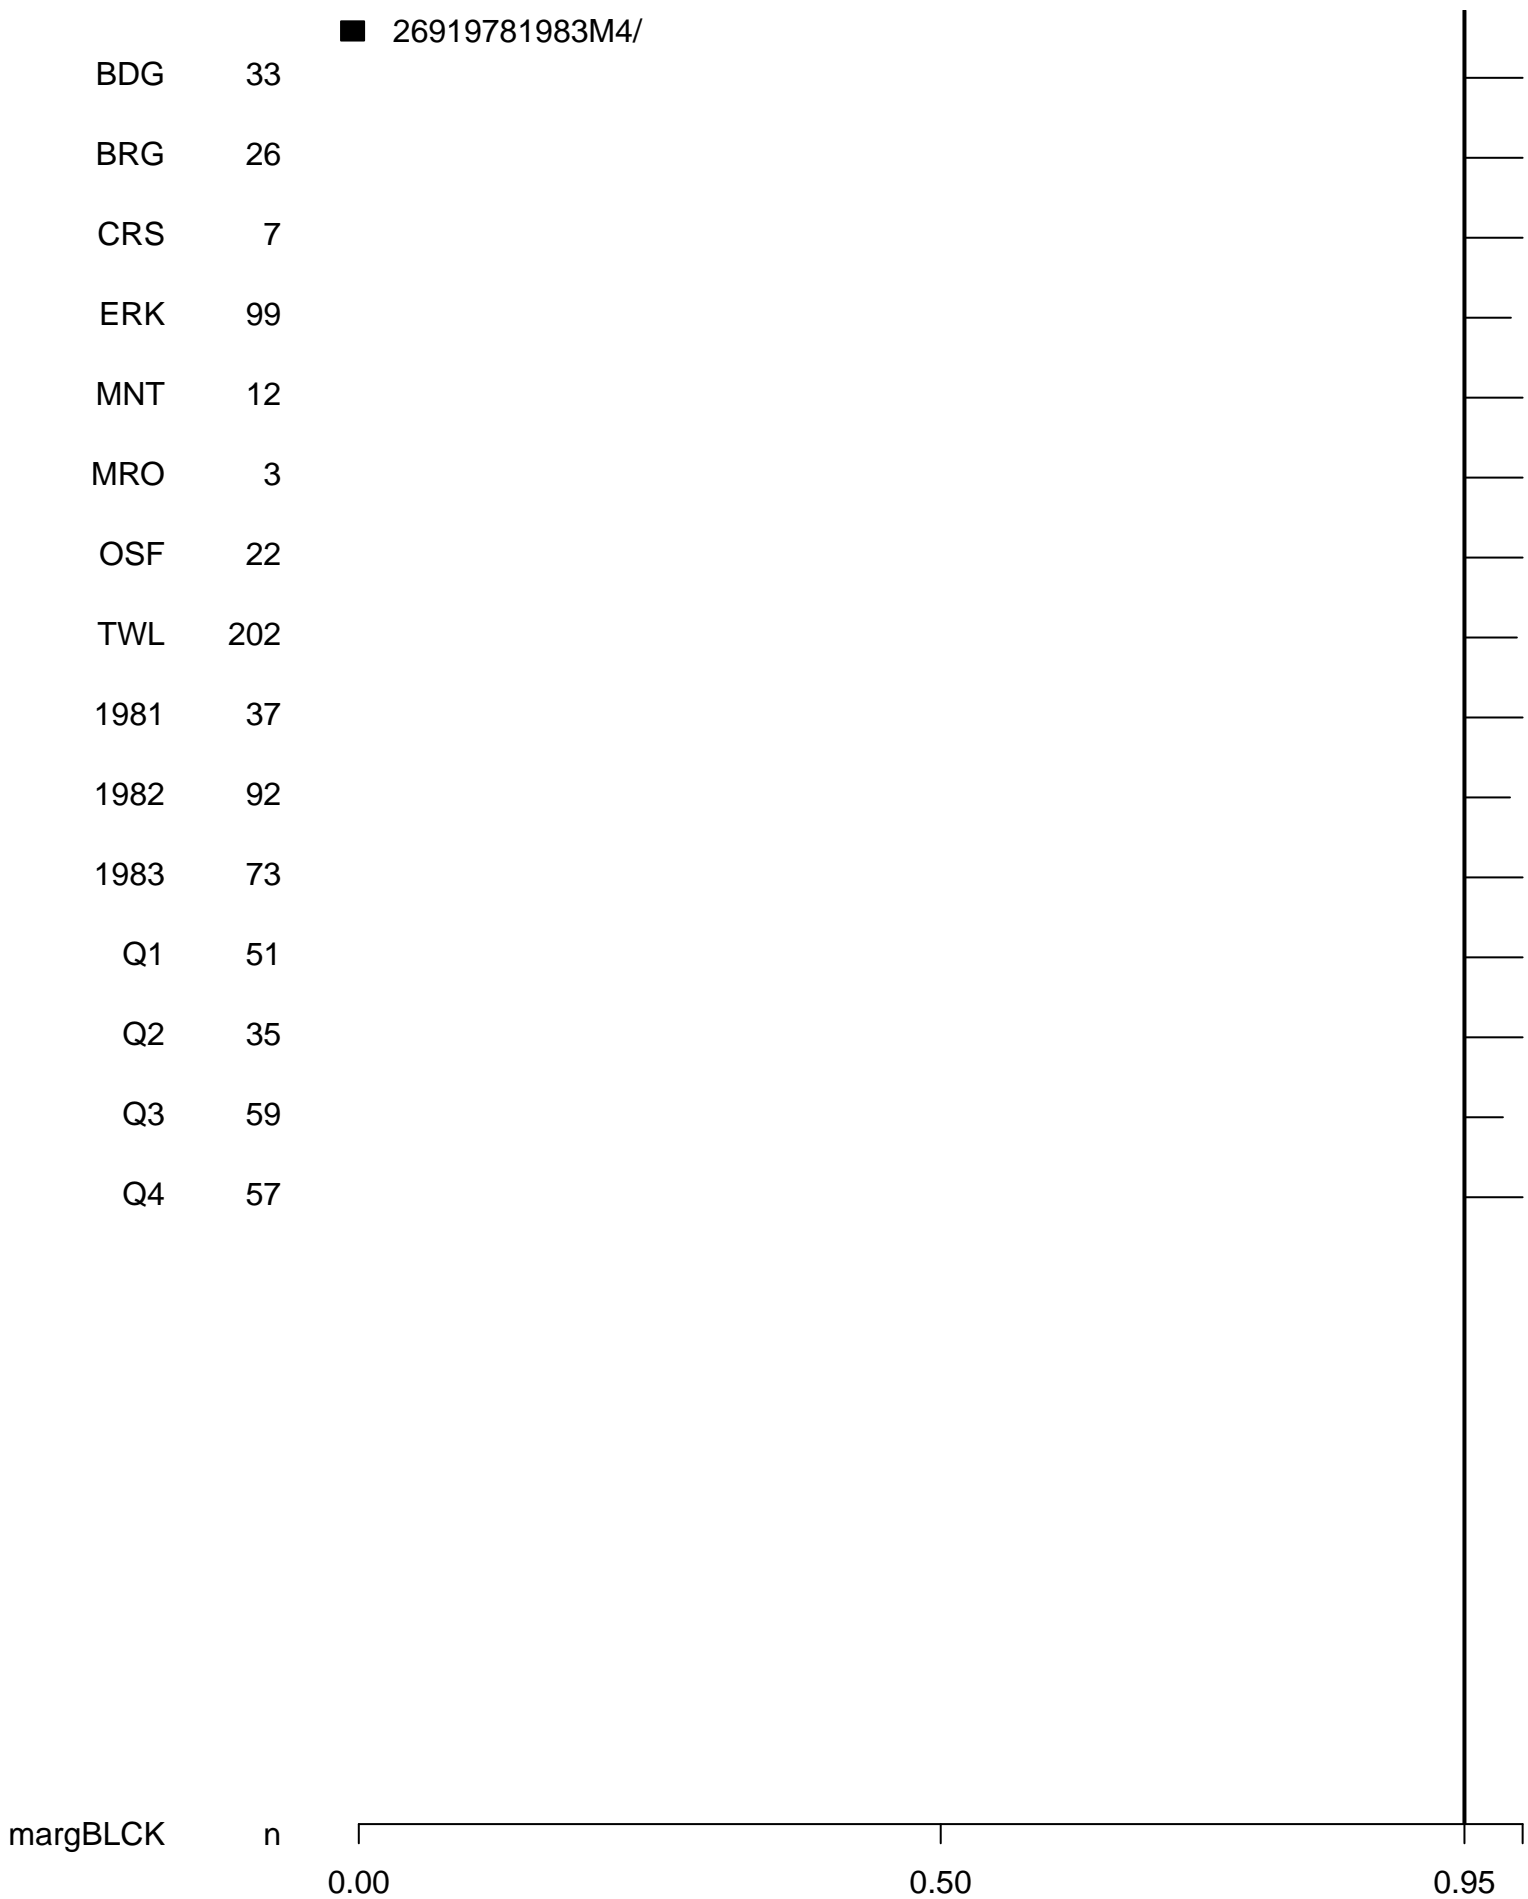 26919781983M4/
BDG 33
BRG 26
CRS 7
ERK 99
MNT 12
MRO 3
OSF 22
TWL 202
1981 37
1982 92
1983 73
Q1 51
Q2 35
Q3 59
Q4 57
margBLCK n
0.00 0.50 0.95